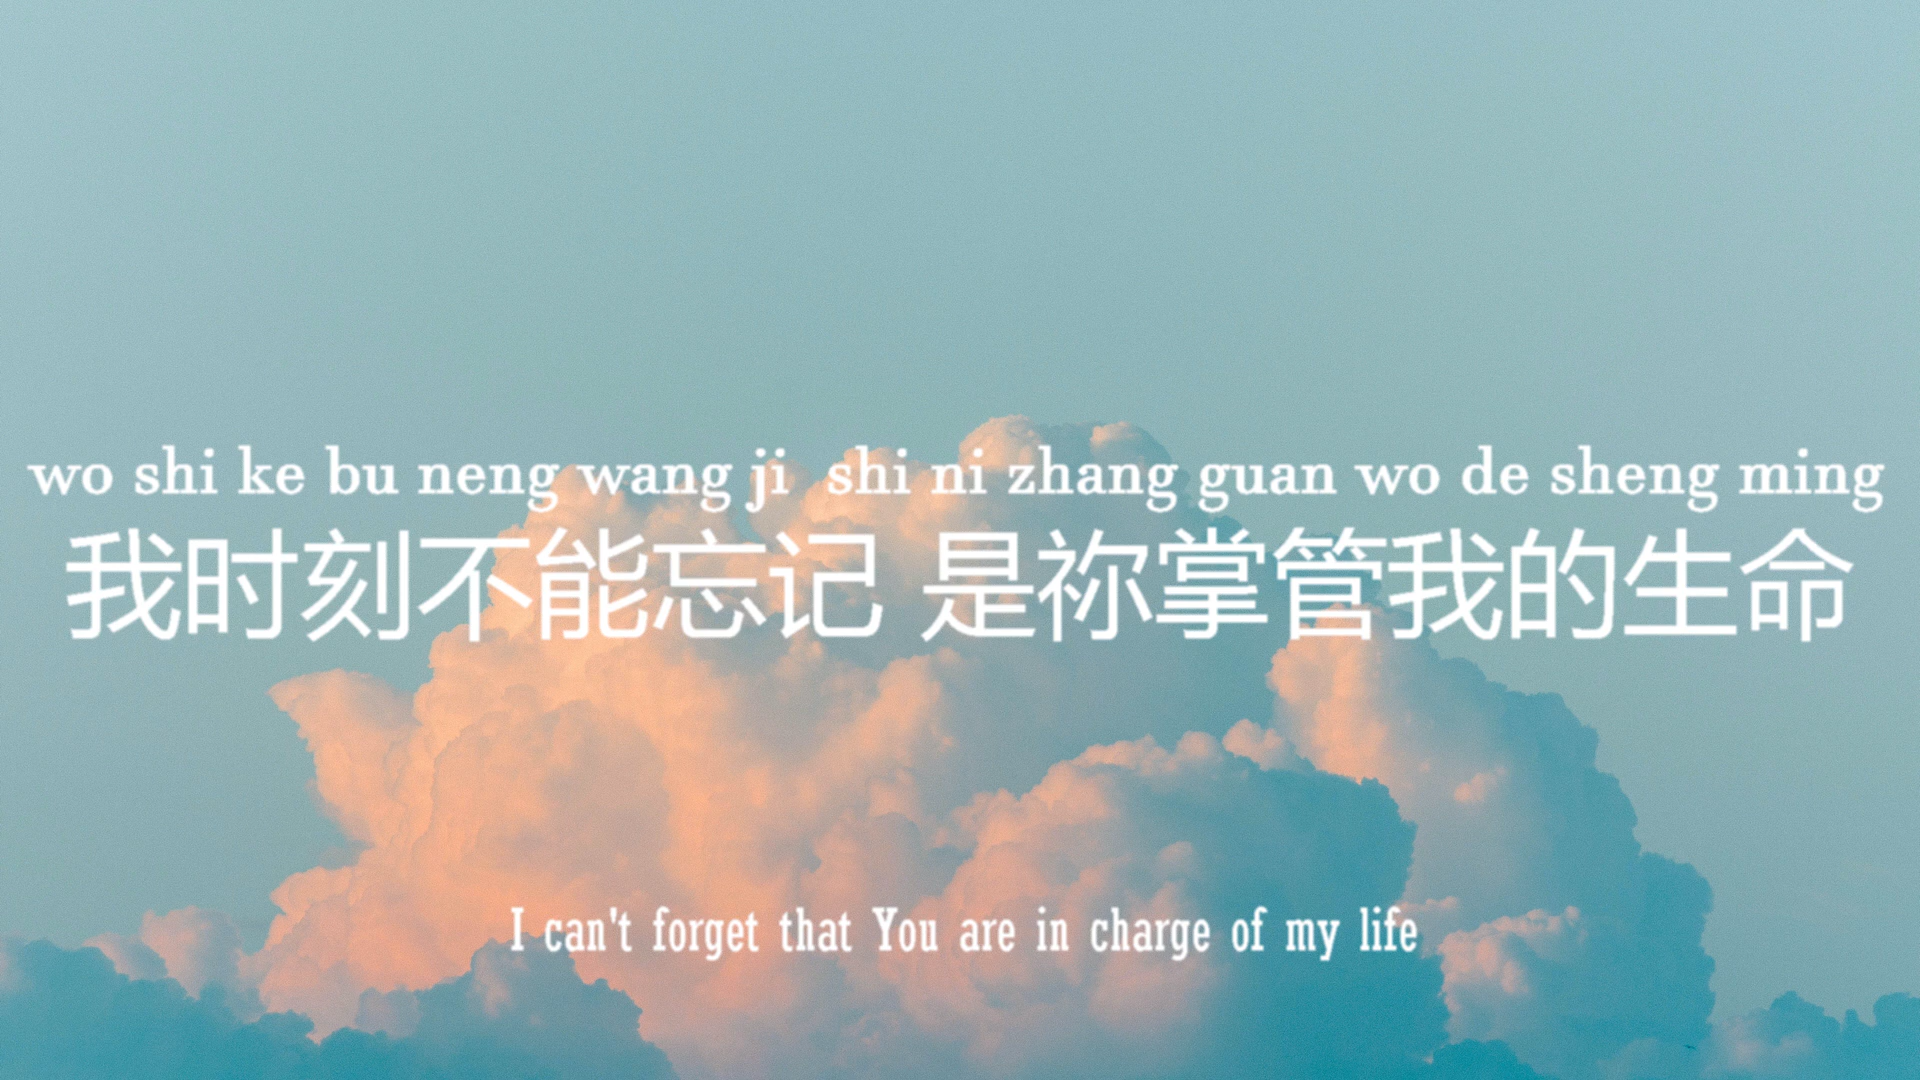 wo shi ke bu neng wang ji shi ni zhang guan wo de sheng ming
我时刻不能忘记 是祢掌管我的生命
I can't forget that You are in charge of my life